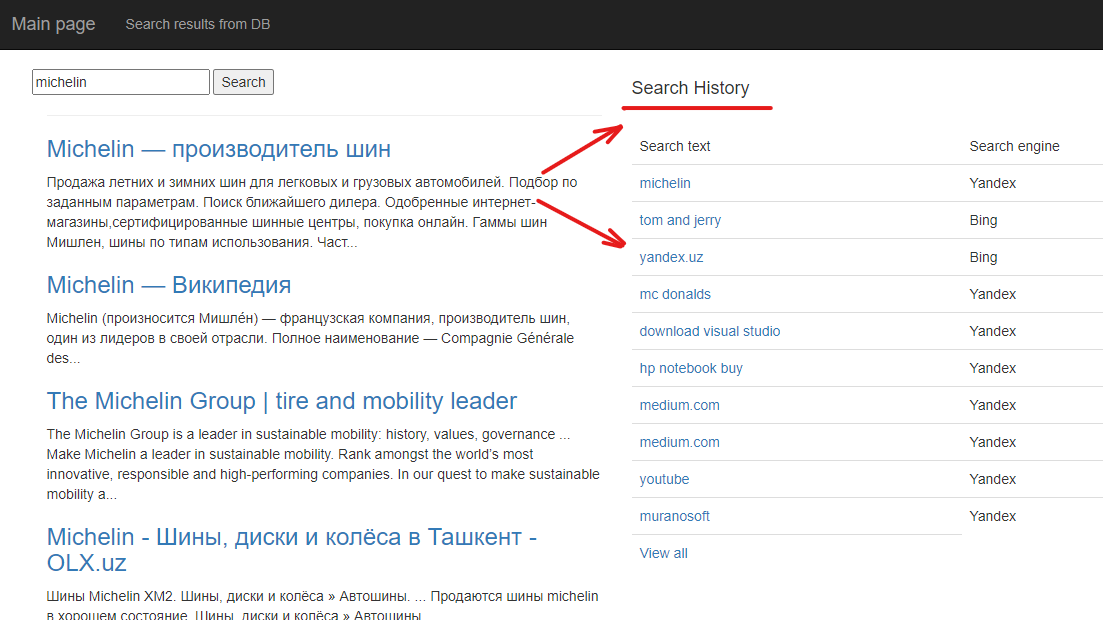 Main page Search results from DB
michelin Search
Michelin — производитель шин
Продажа летних и зимних шин для легковых и грузовых автомобилей. Подбор по
заданным параметрам. Поиск ближайшего дилера. Одобренные интернет-
магазины,сертифицированные шинные центры, покупка онлайн. Гаммы шин
Мишлен, шины по типам использования. Част...
Michelin — Википедия
Michelin (произносится Мишле́н) — французская компания, производитель шин,
один из лидеров в своей отрасли. Полное наименование — Compagnie Générale
des...
The Michelin Group | tire and mobility leader
The Michelin Group is a leader in sustainable mobility: history, values, governance ...
Make Michelin a leader in sustainable mobility. Rank amongst the world's most
innovative, responsible and high-performing companies. In our quest to make sustainable
mobility a...
Michelin - Шины, диски и колёса в Ташкент -
OLX.uz
Шины Michelin XM2. Шины, диски и колёса » Автошины. ... Продаются шины michelin
в хорошем состояние. Шины, диски и колёса » Автошины
Search History
Search text Search engine
michelin Yandex
tom and jerry Bing
yandex.uz Bing
mc donalds Yandex
download visual studio Yandex
hp notebook buy Yandex
medium.com Yandex
medium.com Yandex
youtube Yandex
muranosoft Yandex
View all